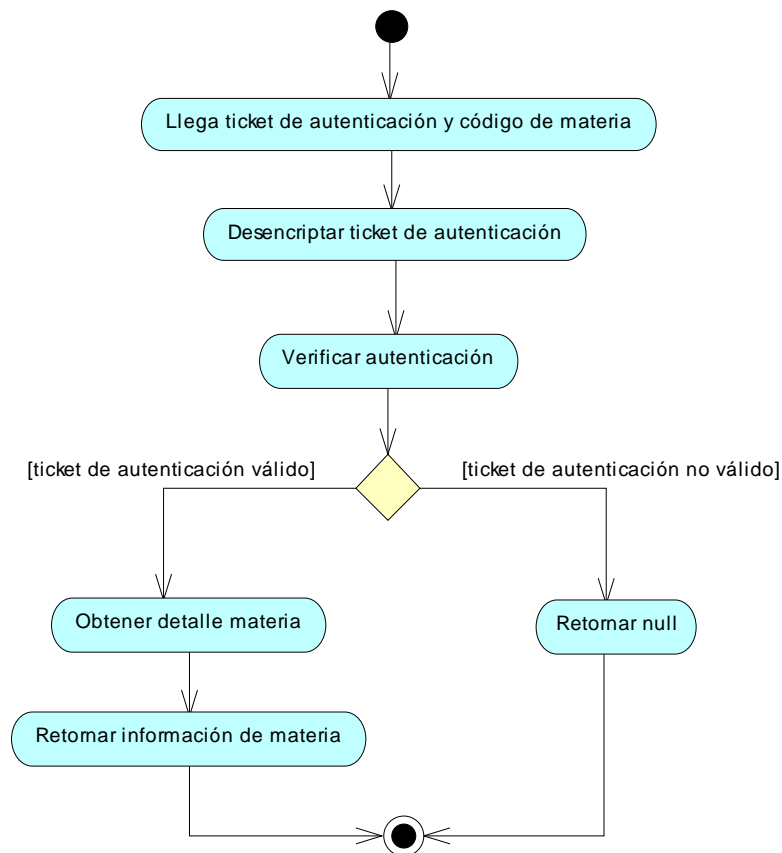 Llega ticket de autenticación y código de materia
Desencriptar ticket de autenticación
Verificar autenticación
[ticket de autenticación válido]
[ticket de autenticación no válido]
Obtener detalle materia
Retornar null
Retornar información de materia